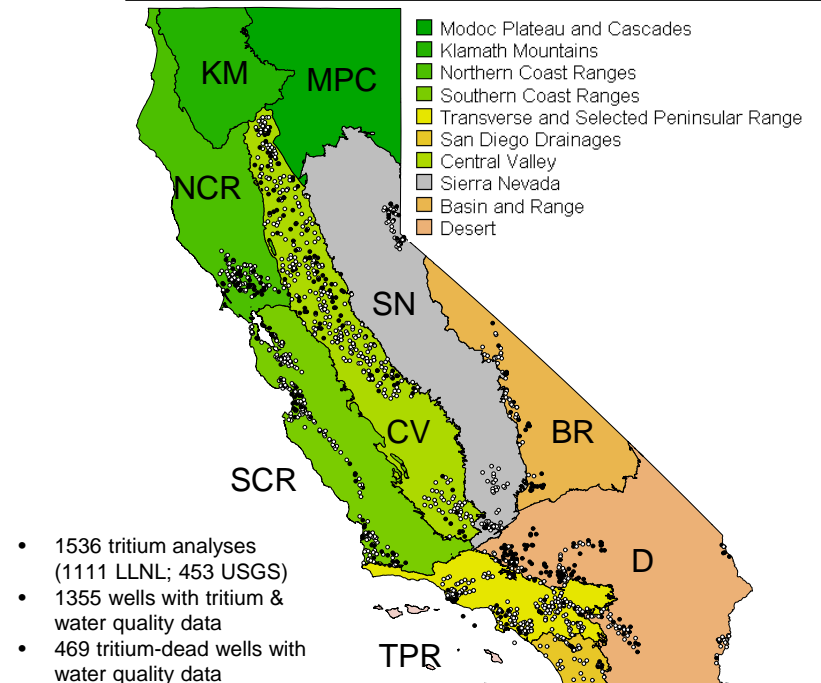 KM
MPC
NCR
SN
CV
BR
SCR
D
TPR
Modoc Plateau and Cascades
Klamath Mountains
Northern Coast Ranges
Southern Coast Ranges
Transverse and Selected Peninsular Range
San Diego Drainages
Central Valley
Sierra Nevada
Basin and Range
Desert
• 1536 tritium analyses
(1111 LLNL; 453 USGS)
• 1355 wells with tritium &
water quality data
• 469 tritium-dead wells with
water quality data